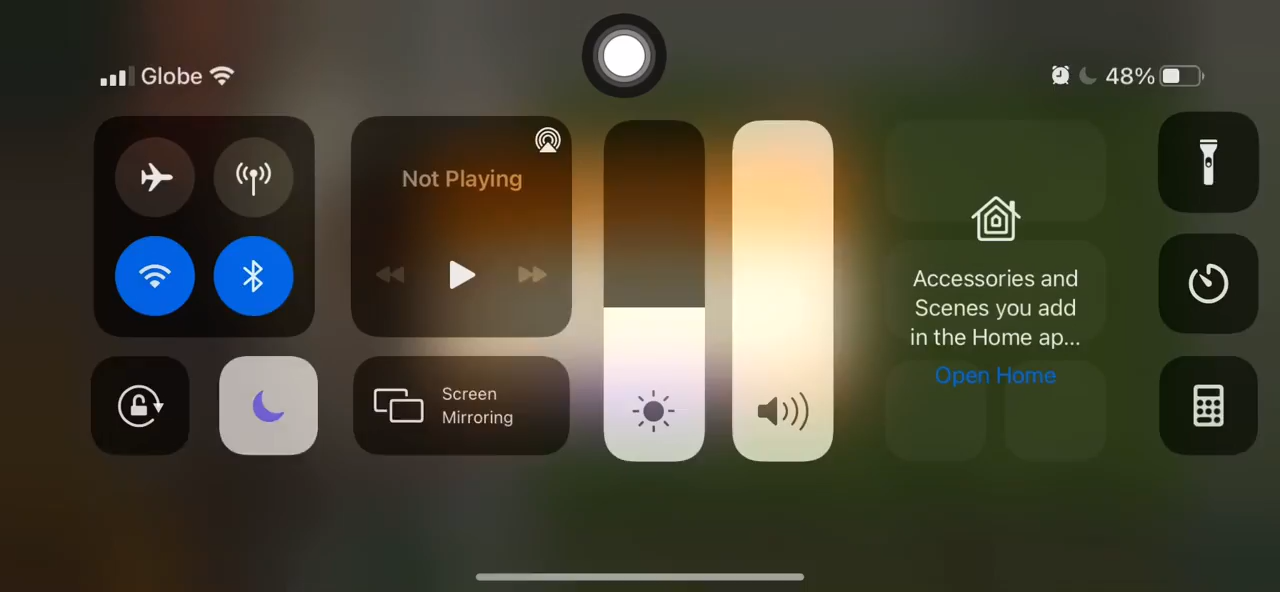 Globe
48%
Not Playing
Screen
Mirroring
Accessories and
Scenes you add
in the Home ap...
Open Home